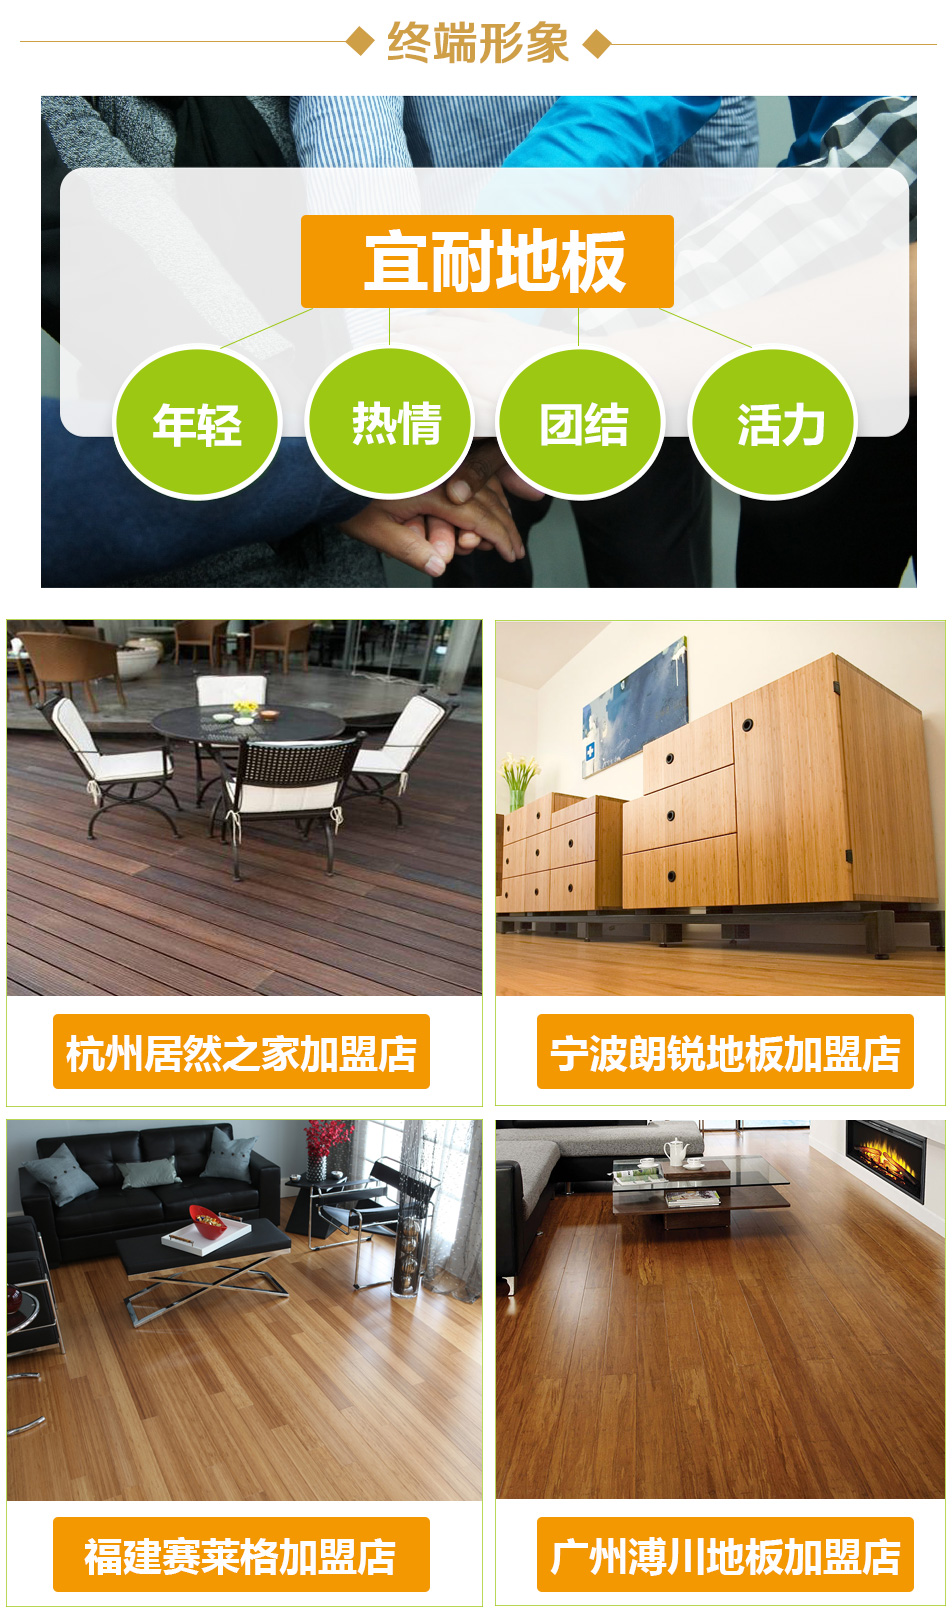 终端形象
宜耐地板
年轻
热情
团结
活力
杭州居然之家加盟店
宁波朗锐地板加盟店
福建赛莱格加盟店
广州溥川地板加盟店